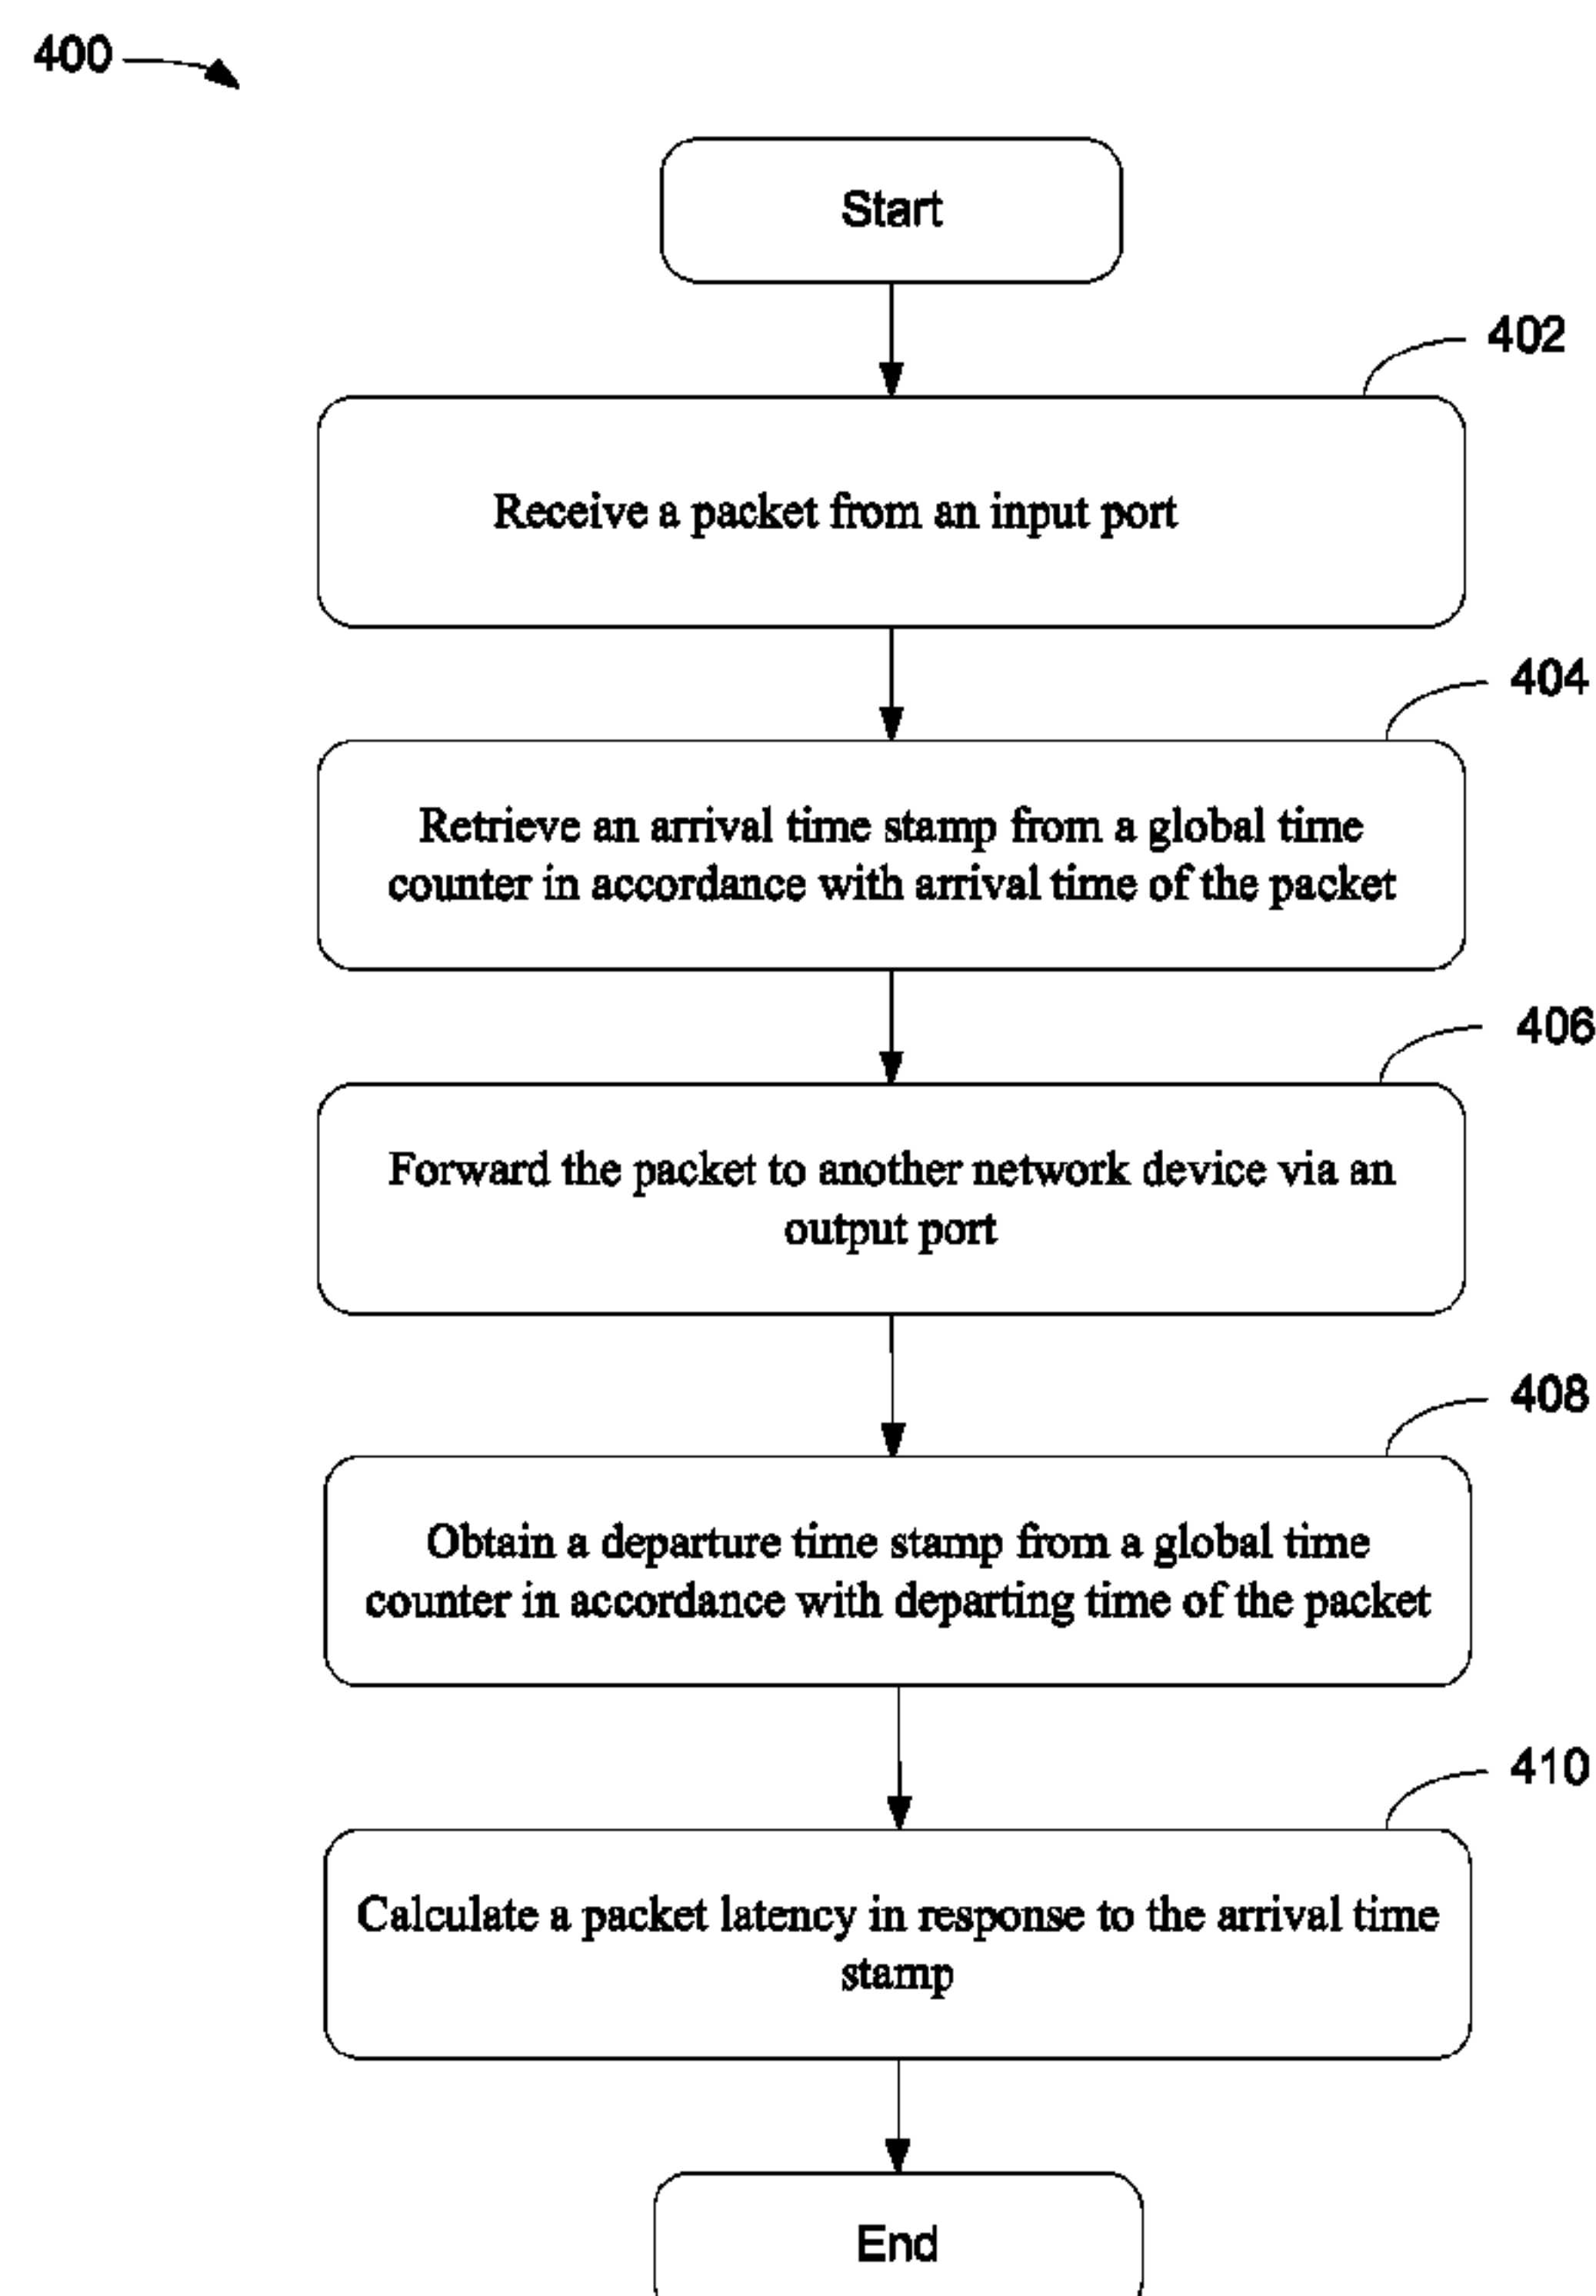 400
Start
402
Receive a packet from an input port
404
Retrieve an arrival time stamp from a global time
counter in accordance with arrival time of the packet
406
Forward the packet to another network device via an
output port
408
Obtain a departure time stamp from a global time
counter in accordance with departing time of the packet
410
Calculate a packet latency in response to the arrival time
stamp
End